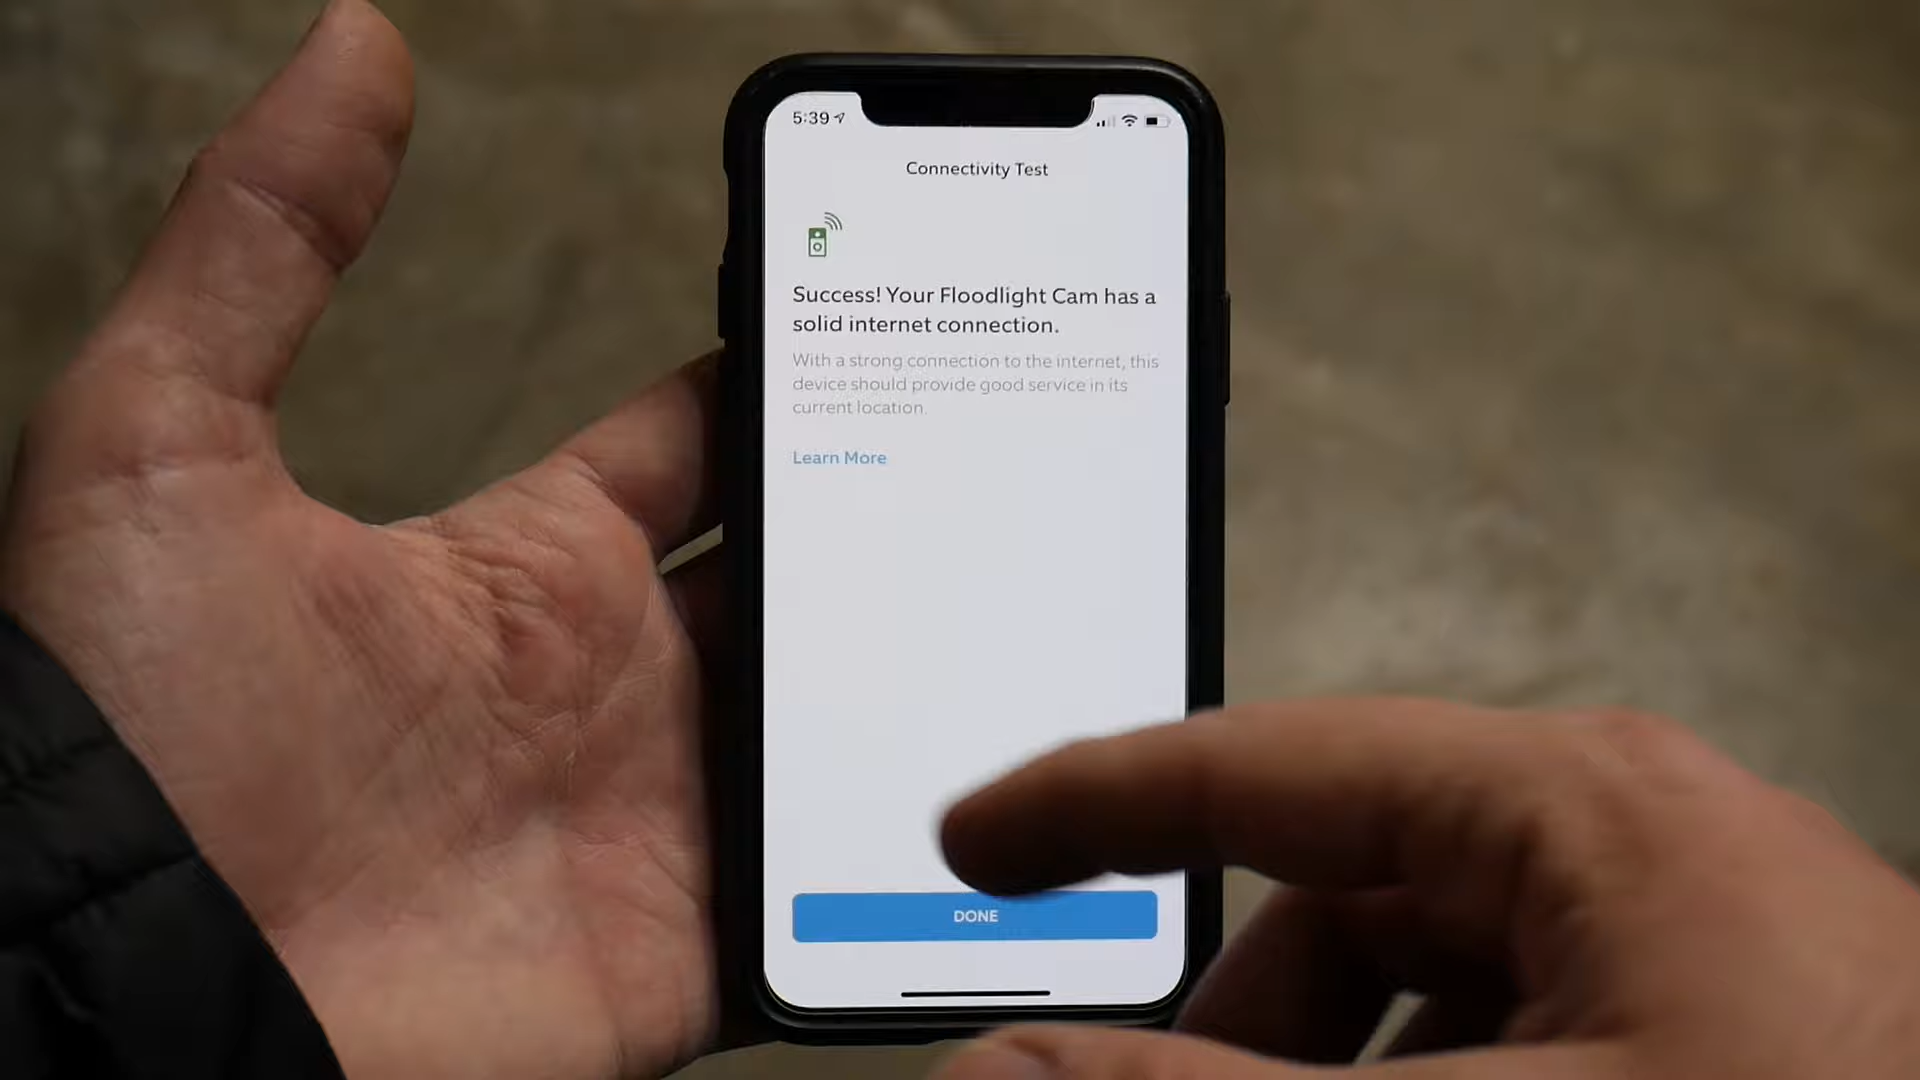 5:39
Connectivity Test
Success! Your Floodlight Cam has a
solid internet connection.
With a strong connection to the internet, this
device should provide good service in its
current location.
Learn More
DONE